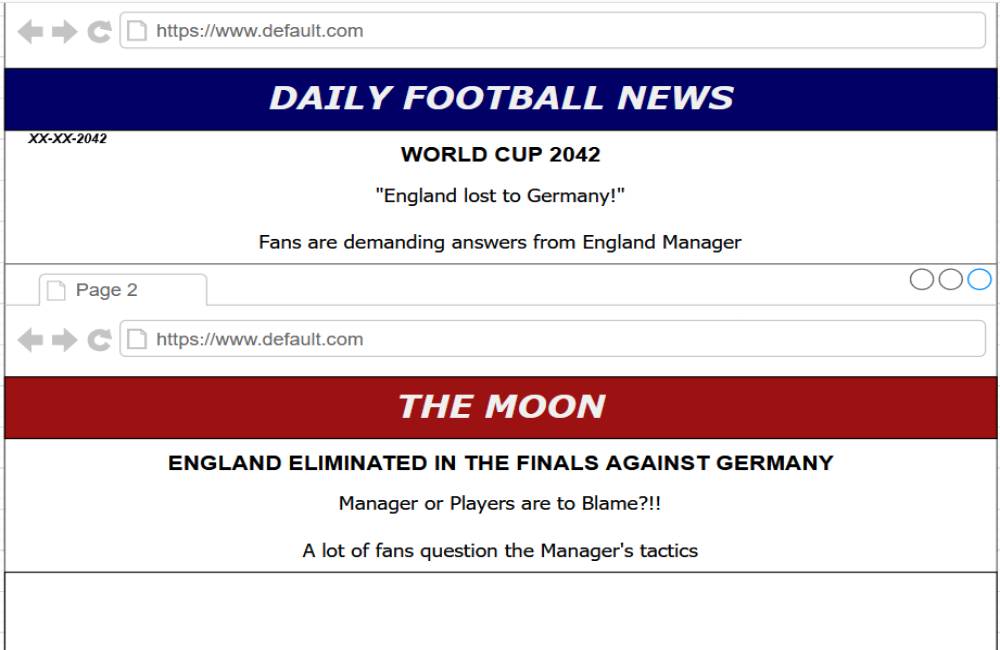 https://www.default.com
DAILY FOOTBALL NEWS
XX-XX-2042
WORLD CUP 2042
"England lost to Germany!"
Fans are demanding answers from England Manager
Page 2
https://www.default.com
THE MOON
ENGLAND ELIMINATED IN THE FINALS AGAINST GERMANY
Manager or Players are to Blame?!!
A lot of fans question the Manager's tactics